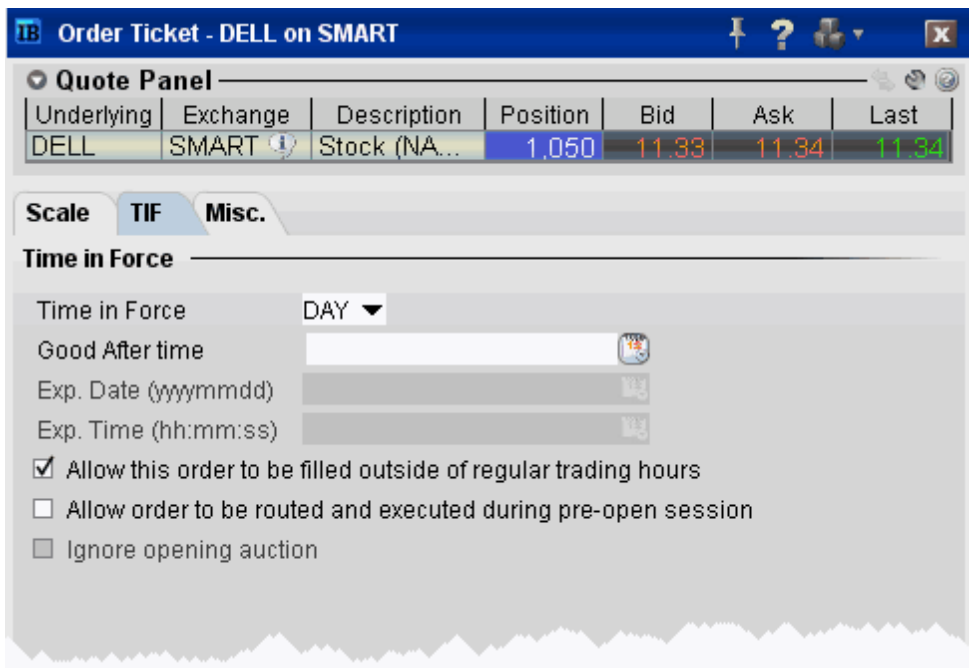 IB Order Ticket - DELL on SMART ?
Quote Panel
Underlying Exchange Description Position Bid Ask Last
DELL SMART Stock (NA... 1,050 11.33 11.34 11.34
Scale TIF Misc.
Time in Force
Time in Force DAY
Good After time
Exp. Date (yyyymmdd)
Exp. Time (hh:mm:ss)
Allow this order to be filled outside of regular trading hours
Allow order to be routed and executed during pre-open session
Ignore opening auction